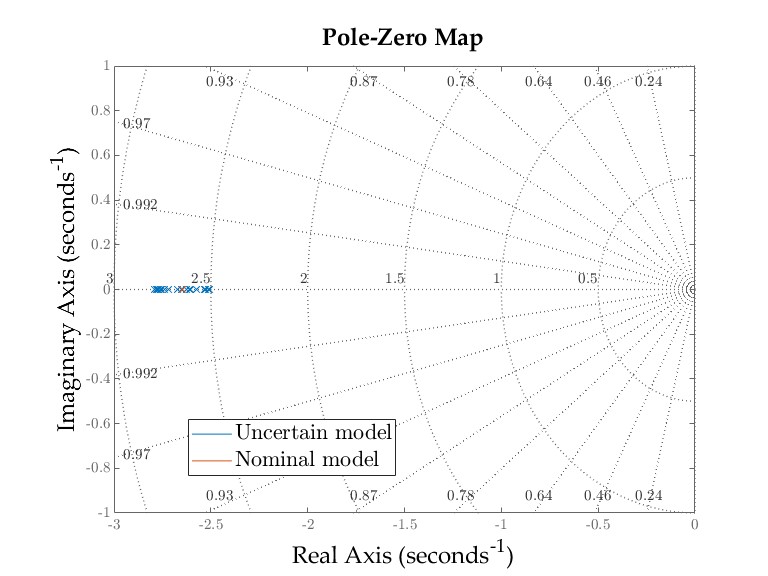 Pole-Zero Map
1
0.93 0.87 0.78 0.64 0.46 0.24
0.8
0.97
0.6
0.4
0.992
0.2
3 2.5 2 1.5 1 0.5
0
-0.2
0.992
-0.4
-0.6
0.97
-0.8
0.93 0.87 0.78 0.64 0.46 0.24
-1
Uncertain model
Nominal model
-3 -2.5 -2 -1.5 -1 -0.5 0
Real Axis (seconds-1)
Imaginary Axis (seconds-1)